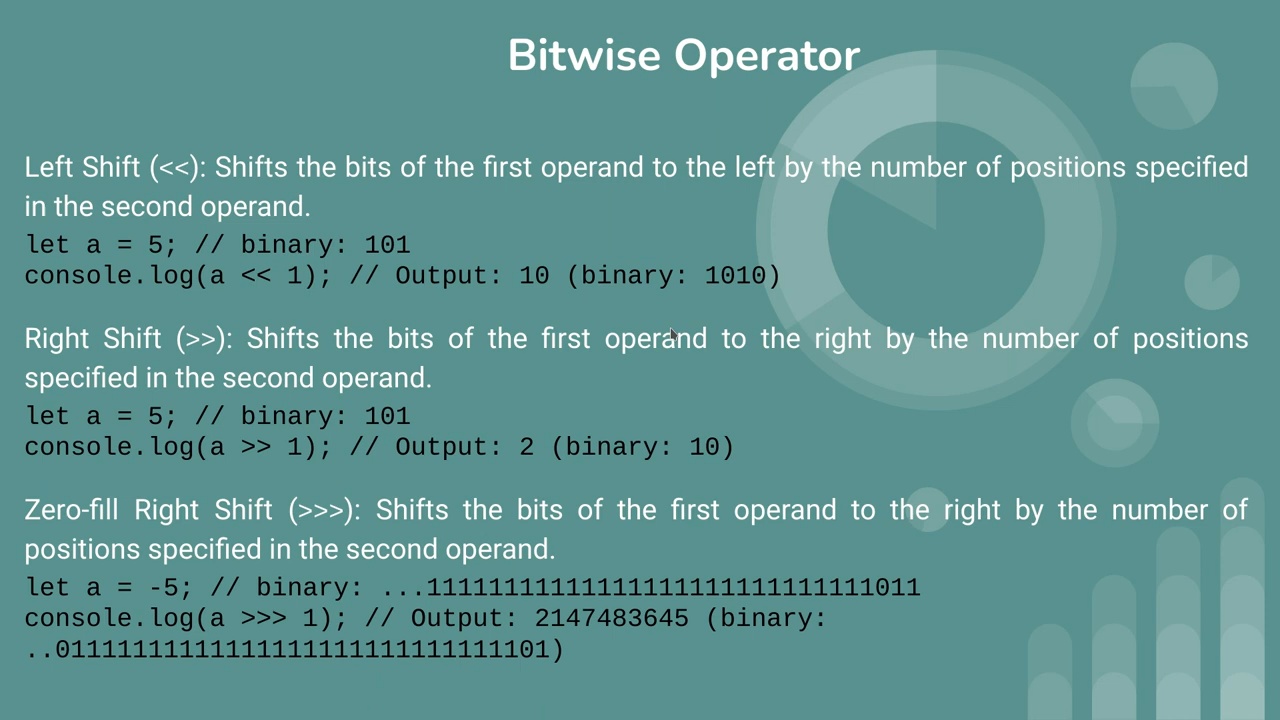 Bitwise Operator
Left Shift (<<): Shifts the bits of the first operand to the left by the number of positions specified
in the second operand.
let a = 5; // binary: 101
console.log(a << 1); // Output: 10 (binary: 1010)
Right Shift (>>): Shifts the bits of the first operand to the right by the number of positions
specified in the second operand.
let a = 5; // binary: 101
console.log(a >> 1); // Output: 2 (binary: 10)
Zero-fill Right Shift (>>>): Shifts the bits of the first operand to the right by the number of
positions specified in the second operand.
let a = -5; // binary: ...11111111111111111111111111111011
console.log(a >>> 1); // Output: 2147483645 (binary:
..01111111111111111111111111111101)